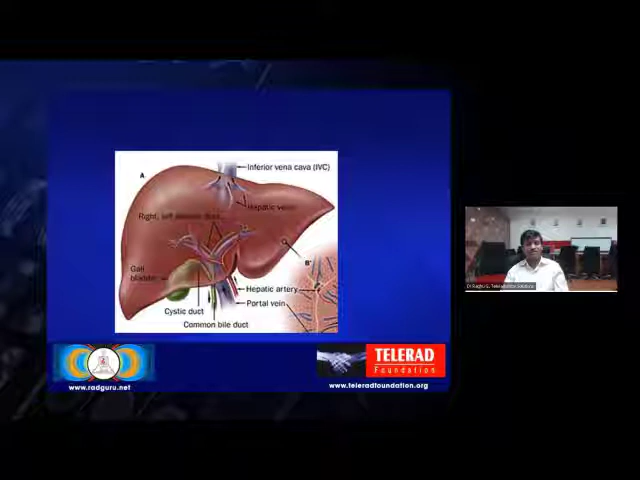 A
Inferior vena cava (IVC)
Hepatic veins
Right, left hepatic duct
B
Gall
bladder
Hepatic artery
Portal vein
Cystic duct
Common bile duct
www.radguru.net
TELERAD
Foundation
www.teleradfoundation.org